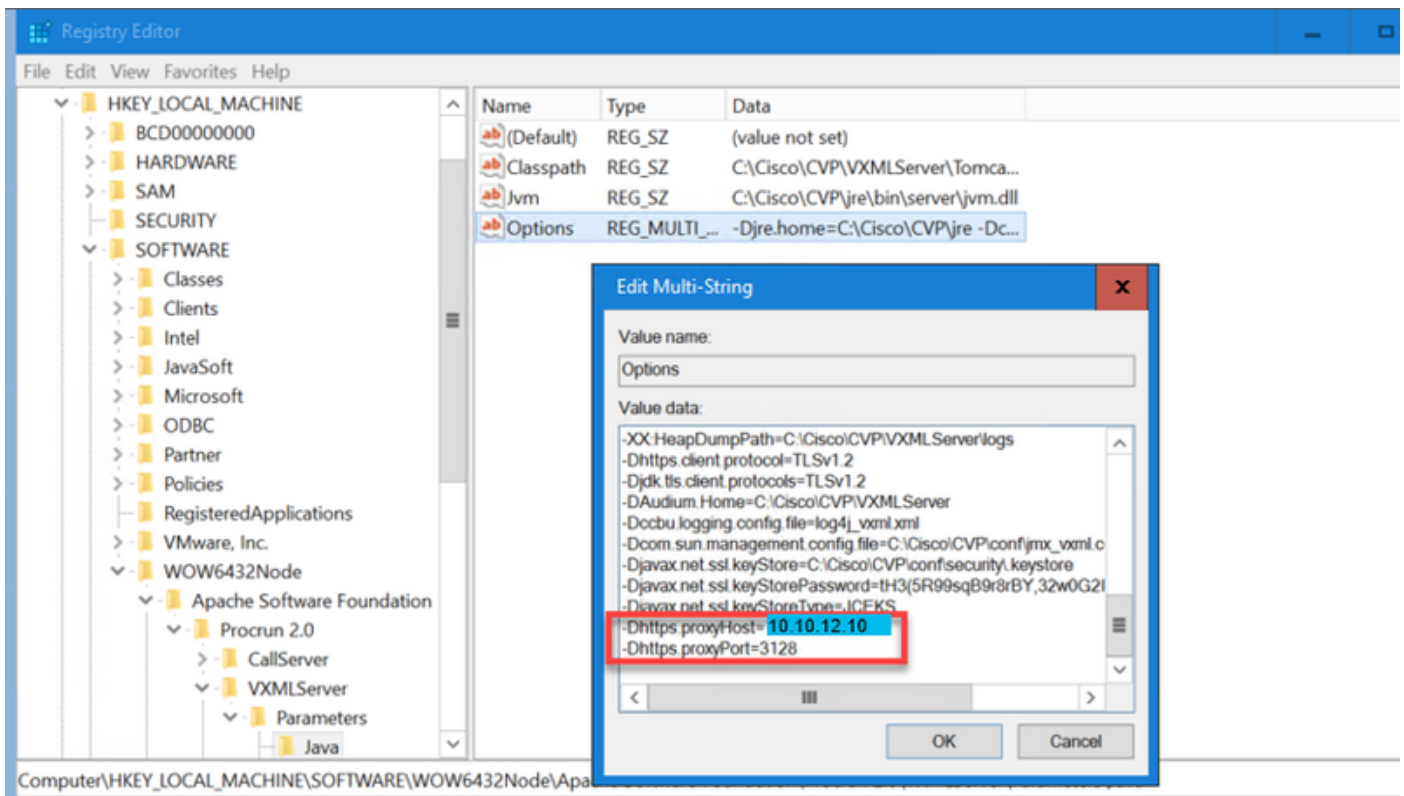 Registry Editor
File Edit View Favorites Help
HKEY_LOCAL_MACHINE
BCD00000000
HARDWARE
SAM
SECURITY
SOFTWARE
Classes
Clients
Intel
JavaSoft
Microsoft
ODBC
Partner
Policies
RegisteredApplications
VMware, Inc.
WOW6432Node
Apache Software Foundation
Procrun 2.0
CallServer
VXMLServer
Parameters
Java
Name Type Data
(Default) REG_SZ (value not set)
Classpath REG_SZ C:\Cisco\CVP\VXMLServer\Tomca...
Jvm REG_SZ C:\Cisco\CVP\jre\bin\server\jvm.dll
Options REG_MULTI_... -Djre.home=C:\Cisco\CVP\jre -Dc...
Edit Multi-String
Value name:
Options
Value data:
-XX:HeapDumpPath=C:\Cisco\CVP\VXMLServer\logs
-Dhttps.client.protocol=TLSv1.2
-Djdk.tls.client.protocols=TLSv1.2
-DAudium.Home=C:\Cisco\CVP\VXMLServer
-Dccbu.logging.config.file=log4j_vxml.xml
-Dcom.sun.management.config.file=C:\Cisco\CVP\conf\jmx_vxml.c
-Djavax.net.ssl.keyStore=C:\Cisco\CVP\conf\security\.keystore
-Djavax.net.ssl.keyStorePassword=tH3(5R99sqB9r8rBY,32w0G2I
-Djavax.net.ssl.keyStoreType=JCEKS
-Dhttps.proxyHost= 10.10.12.10
-Dhttps.proxyPort=3128
OK Cancel
Computer\HKEY_LOCAL_MACHINE\SOFTWARE\WOW6432Node\Apa